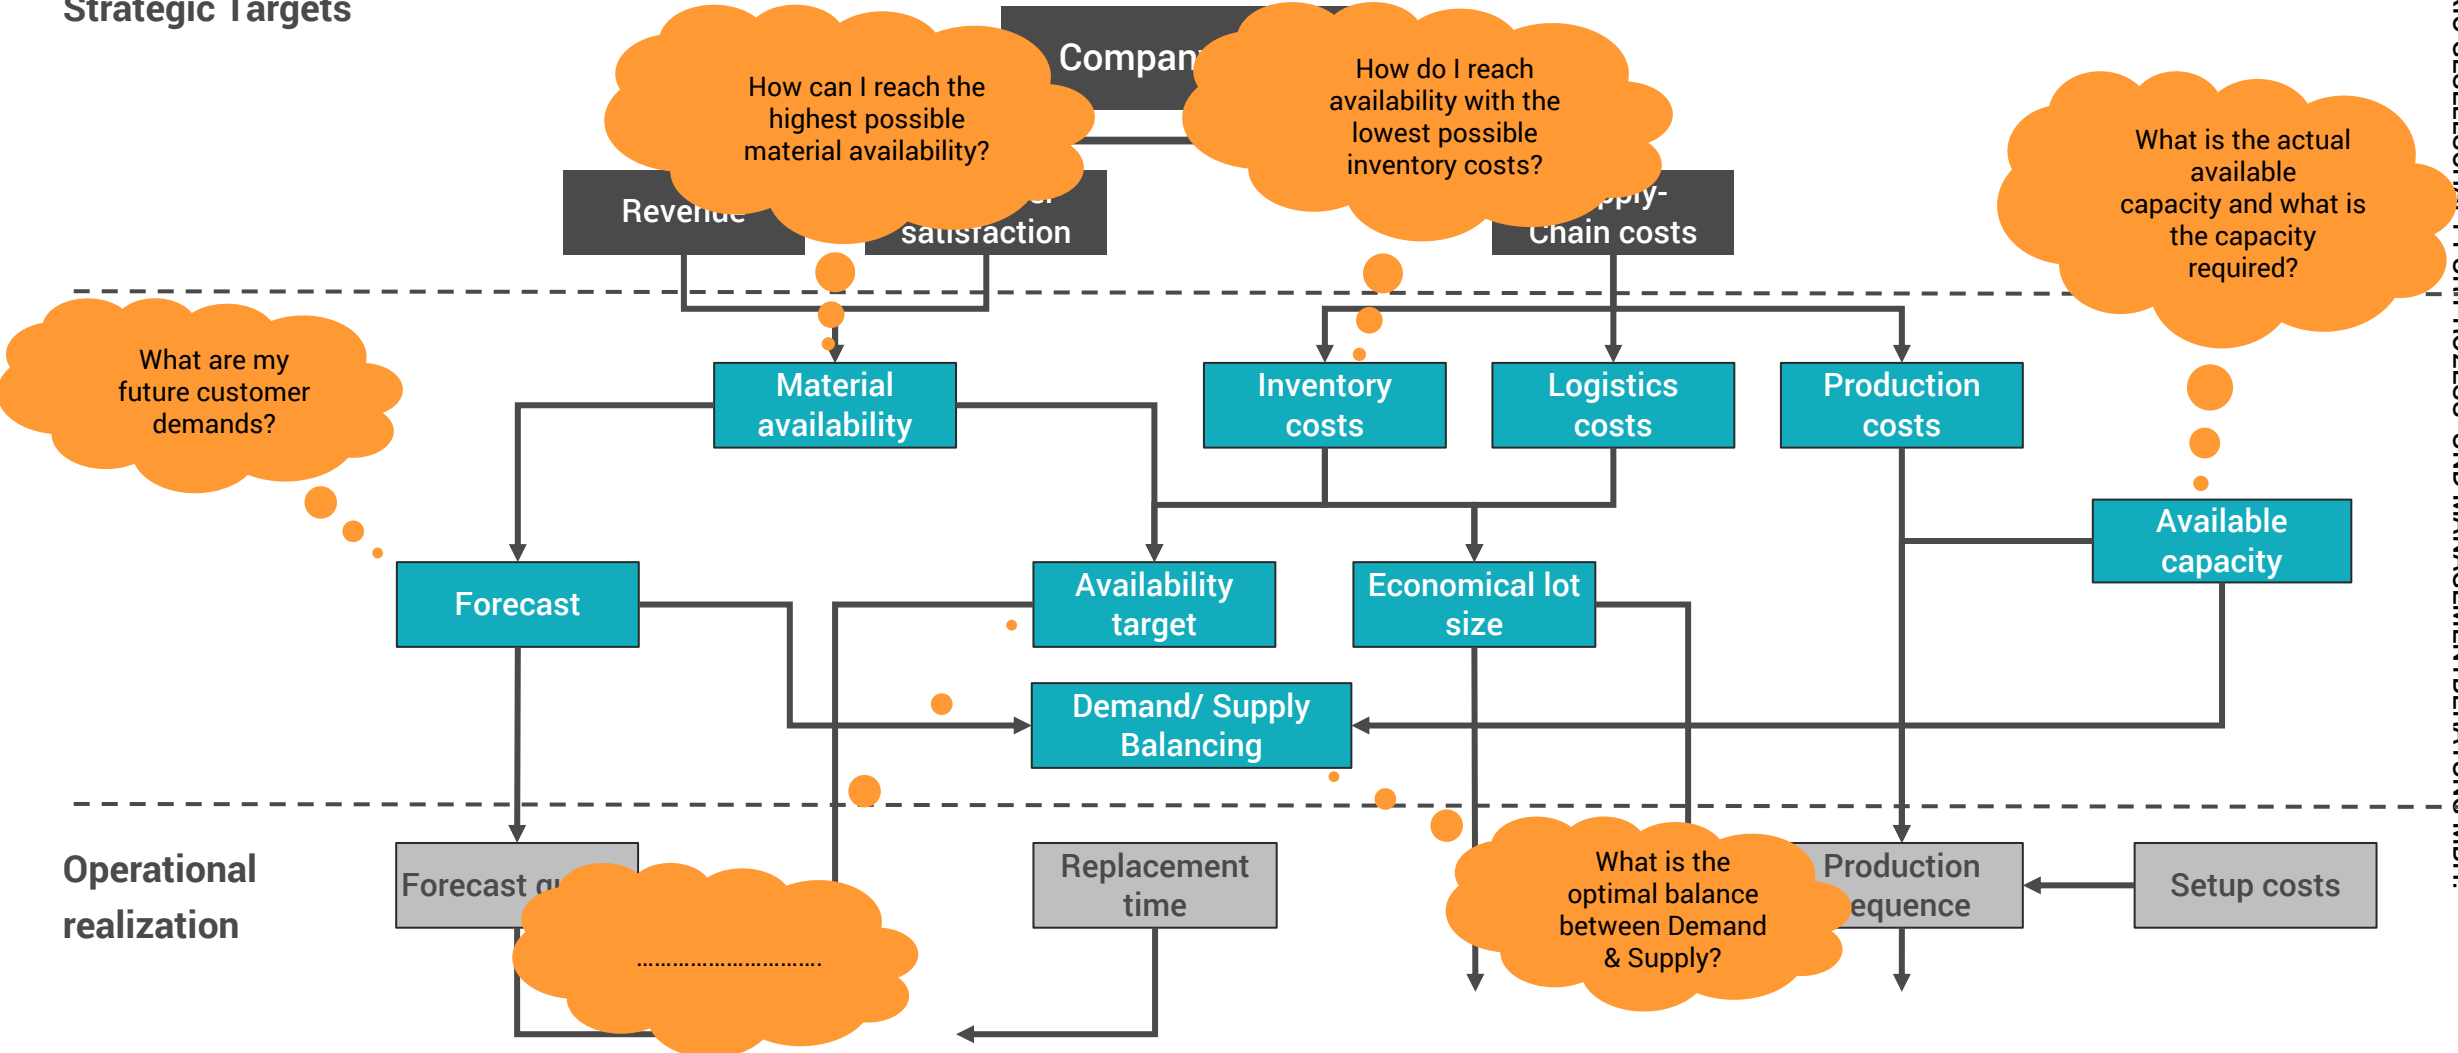 Strategic Targets
How can I reach the
highest possible
material availability?
How do I reach
availability with the
lowest possible
inventory costs?
What is the actual
available
capacity and what is
the capacity
required?
Revenue
satisfaction
Chain costs
What are my
future customer
demands?
Material
availability
Inventory
costs
Logistics
costs
Production
costs
Available
capacity
Forecast
Availability
target
Economical lot
size
Demand/ Supply
Balancing
Operational
realization
Forecast
Replacement
time
What is the
optimal balance
between Demand
& Supply?
Production
Setup costs
...............................